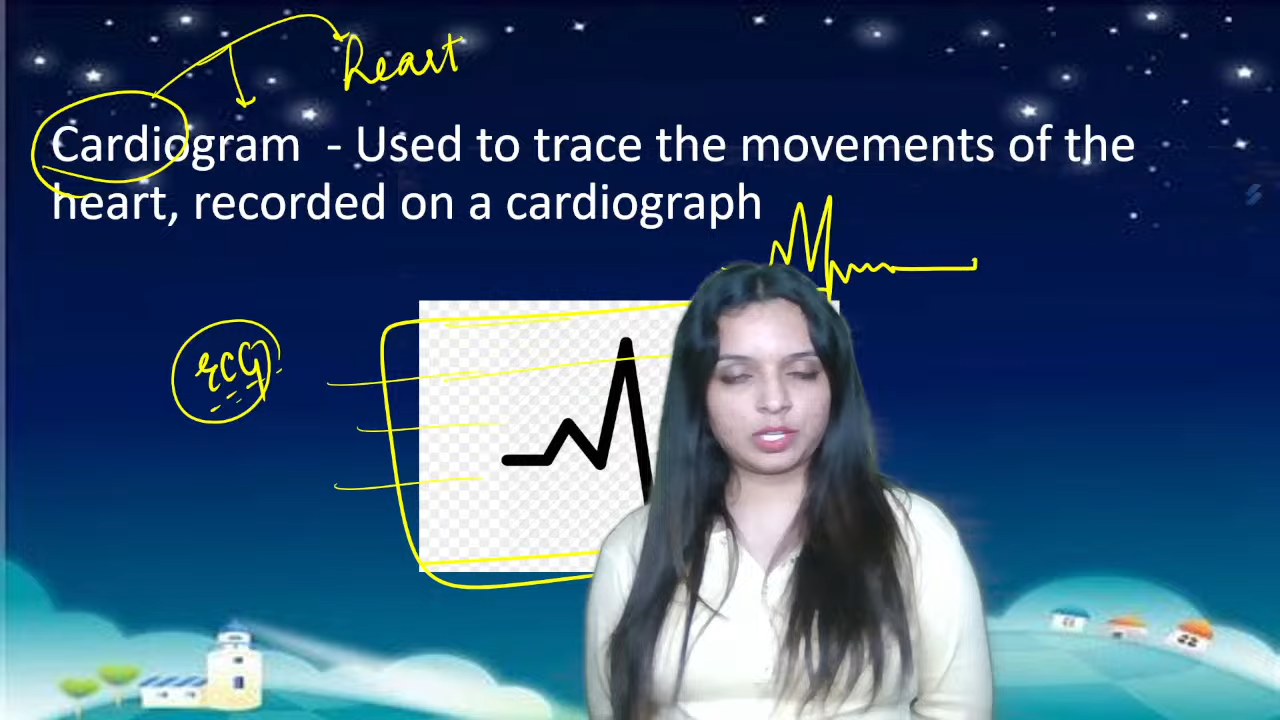 Heart
Cardiogram - Used to trace the movements of the
heart, recorded on a cardiograph
ECG